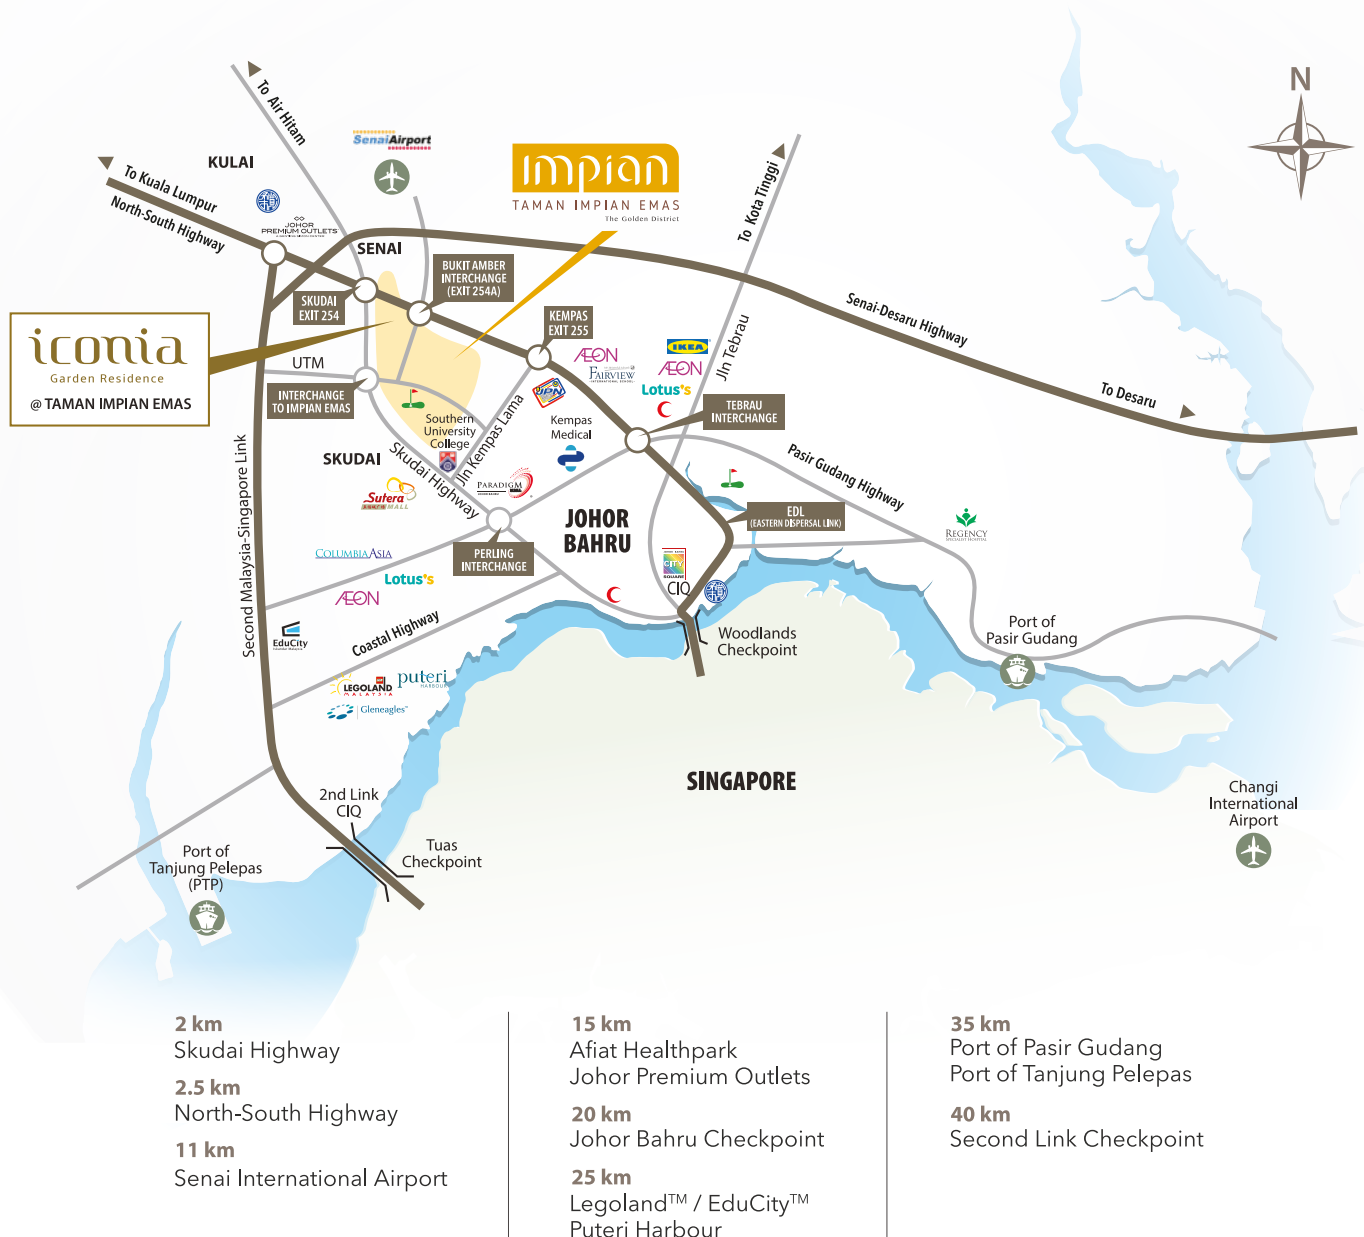 N
To Air Hitam
SenaiAirport
KULAI
To Kuala Lumpur
North-South Highway
JOHOR
PREMIUM OUTLETS
impian
TAMAN IMPIAN EMAS
The Golden District
To Kota Tinggi
SENAI
BUKIT AMBER
INTERCHANGE
(EXIT 254A)
SKUDAI
EXIT 254
KEMPAS
EXIT 255
Senai-Desaru Highway
To Desaru
iconia
Garden Residence
@ TAMAN IMPIAN EMAS
UTM
INTERCHANGE
TO IMPIAN EMAS
AEON
FAIRVIEW
INTERNATIONAL SCHOOL
IKEA
AEON
Lotus's
Jln Tebrau
JPN
TEBRAU
INTERCHANGE
Southern
University
College
Jln Kempas Lama
Kempas
Medical
SKUDAI
Skudai Highway
PARADIGM
Sutera
MALL
Pasir Gudang Highway
Second Malaysia-Singapore Link
JOHOR
BAHRU
EDL
(EASTERN DISPERSAL LINK)
REGENCY
SPECIALIST HOSPITAL
PERLING
INTERCHANGE
COLUMBIA ASIA
Lotus's
AEON
CITY
SQUARE
CIQ
EduCity
Coastal Highway
Woodlands
Checkpoint
Port of
Pasir Gudang
LEGOLAND
MALAYSIA
puteri
HARBOUR
Gleneagles
SINGAPORE
2nd Link
CIQ
Tuas
Checkpoint
Changi
International
Airport
Port of
Tanjung Pelepas
(PTP)
2 km
Skudai Highway
2.5 km
North-South Highway
11 km
Senai International Airport
15 km
Afiat Healthpark
Johor Premium Outlets
20 km
Johor Bahru Checkpoint
25 km
Legoland™ / EduCity™
Puteri Harbour
35 km
Port of Pasir Gudang
Port of Tanjung Pelepas
40 km
Second Link Checkpoint